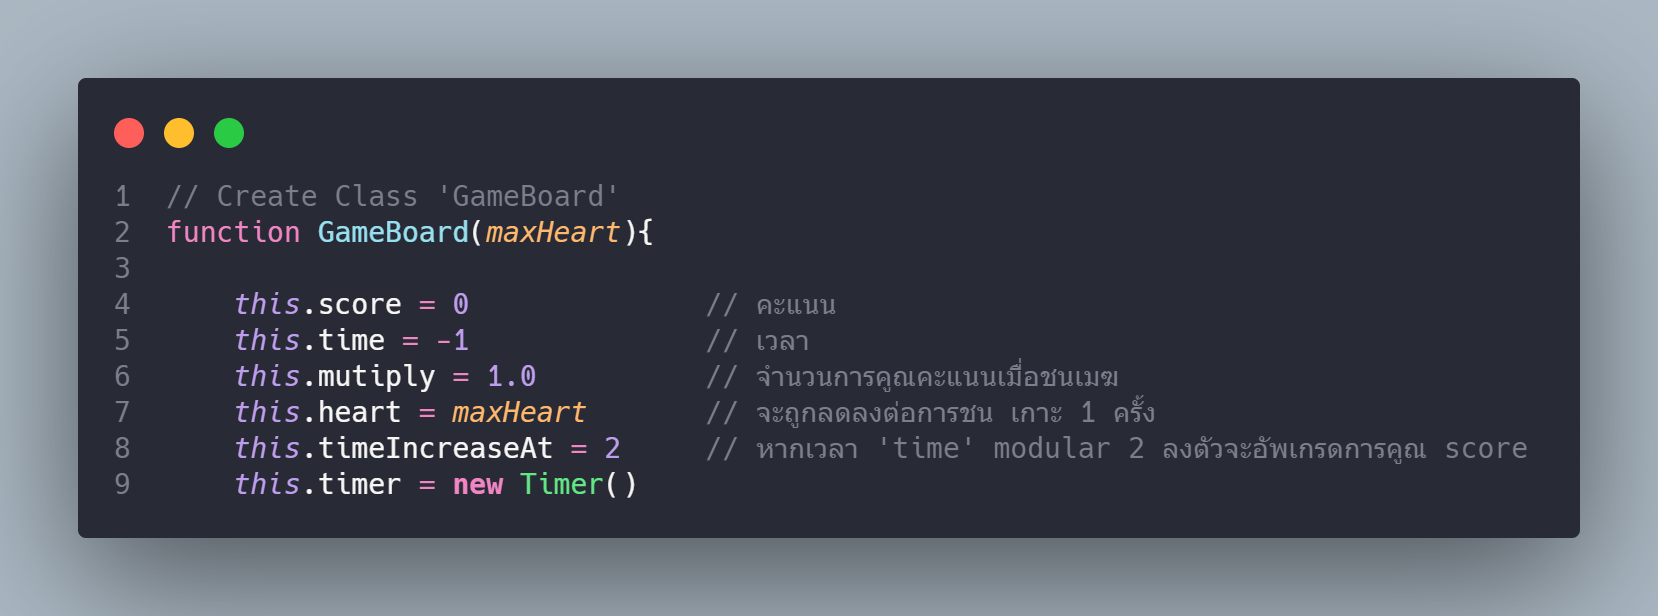 1 // Create Class 'GameBoard'
2 function GameBoard(maxHeart){
3
4 this.score = 0 // คะแนน
5 this.time = -1 // เวลา
6 this.mutiply = 1.0 // จำนวนการคูณคะแนนเมื่อชนเมฆ
7 this.heart = maxHeart // จะถูกลดลงต่อการชน เกาะ 1 ครั้ง
8 this.timeIncreaseAt = 2 // หากเวลา 'time' modular 2 ลงตัวจะอัพเกรดการคูณ score
9 this.timer = new Timer()